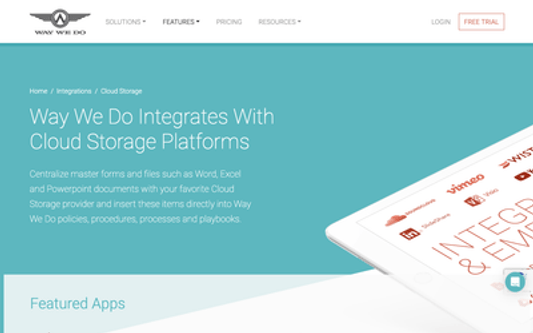 WAY WE DO
SOLUTIONS
FEATURES
PRICING
RESOURCES
LOGIN
FREE TRIAL
Home / Integrations / Cloud Storage
Way We Do Integrates With
Cloud Storage Platforms
Centralize master forms and files such as Word, Excel
and Powerpoint documents with your favorite Cloud
Storage provider and insert these items directly into Way
We Do policies, procedures, processes and playbooks.
WIST
vimeo
SOUNDCLOUD
Visio
SlideShare
INTEGR
& EM
Featured Apps